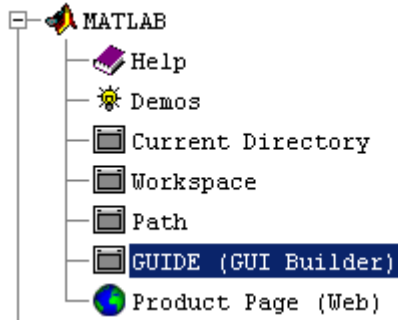 MATLAB
Help
Demos
Current Directory
Workspace
Path
GUIDE (GUI Builder)
Product Page (Web)